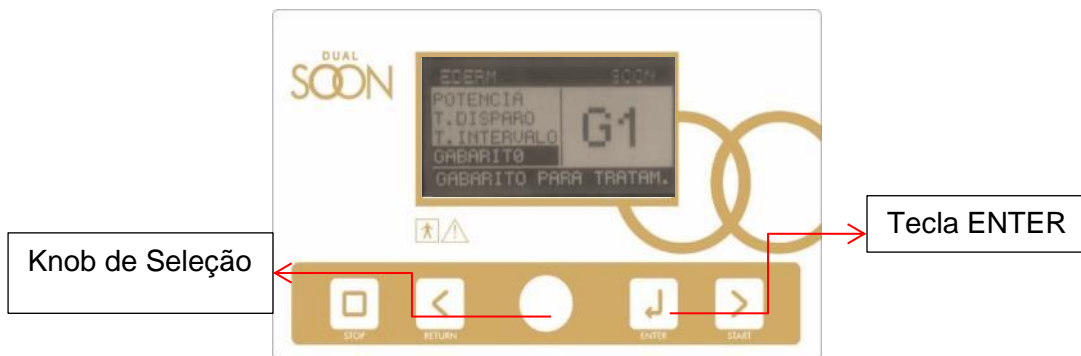 DUAL
SOON
EDERM SOON
POTENCIA
T.DISPARO
T.INTERVALO
GABARITO
G1
GABARITO PARA TRATAM.
Tecla ENTER
Knob de Seleção
STOP
RETURN
ENTER
START